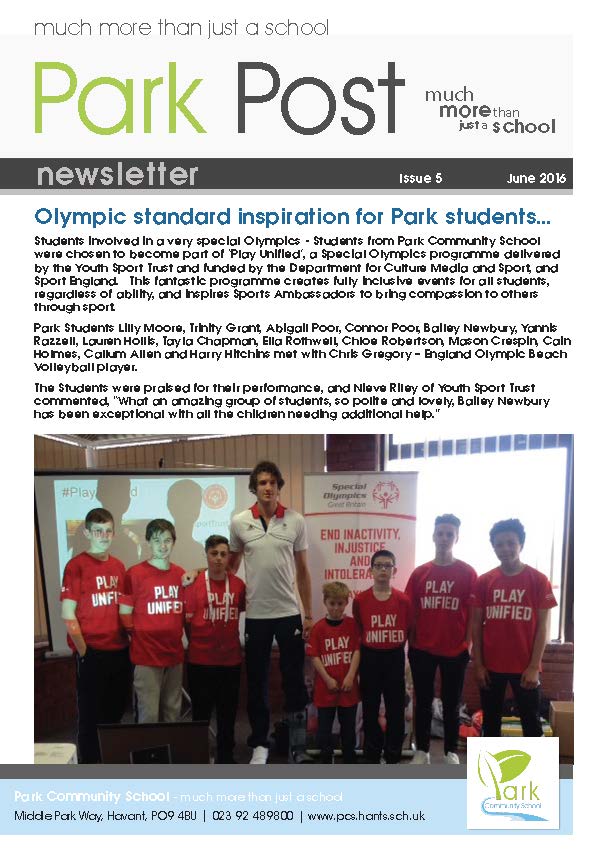 much more than just a school
Park Post
much
more than
just a school
newsletter
Issue 5
June 2016
Olympic standard inspiration for Park students...
Students involved in a very special Olympics - Students from Park Community School
were chosen to become part of 'Play Unified', a Special Olympics programme delivered
by the Youth Sport Trust and funded by the Department for Culture Media and Sport, and
Sport England. This fantastic programme creates fully inclusive events for all students,
regardless of ability, and inspires Sports Ambassadors to bring compassion to others
through sport.
Park Students Lilly Moore, Trinity Grant, Abigail Poor, Connor Poor, Bailey Newbury, Yannis
Razzell, Lauren Hollis, Tayla Chapman, Ella Rothwell, Chloe Robertson, Mason Crespin, Cain
Holmes, Callum Allen and Harry Hitchins met with Chris Gregory - England Olympic Beach
Volleyball player.
The Students were praised for their performance, and Nieve Riley of Youth Sport Trust
commented, "What an amazing group of students, so polite and lovely, Bailey Newbury
has been exceptional with all the children needing additional help."
Special
Olympics
Great Britain
END INACTIVITY,
INJUSTICE
AND
PLAY
UNIFIED
PLAY
UNIFIED
PLAY
UNIFIED
PLAY
UNIFIED
PLAY
UNIFIED
PLAY
UNIFIED
PLAY
UNIFIED
Park
Community School
Park Community School - much more than just a school
Middle Park Way, Havant, PO9 4BU | 023 92 489800 | www.pcs.hants.sch.uk